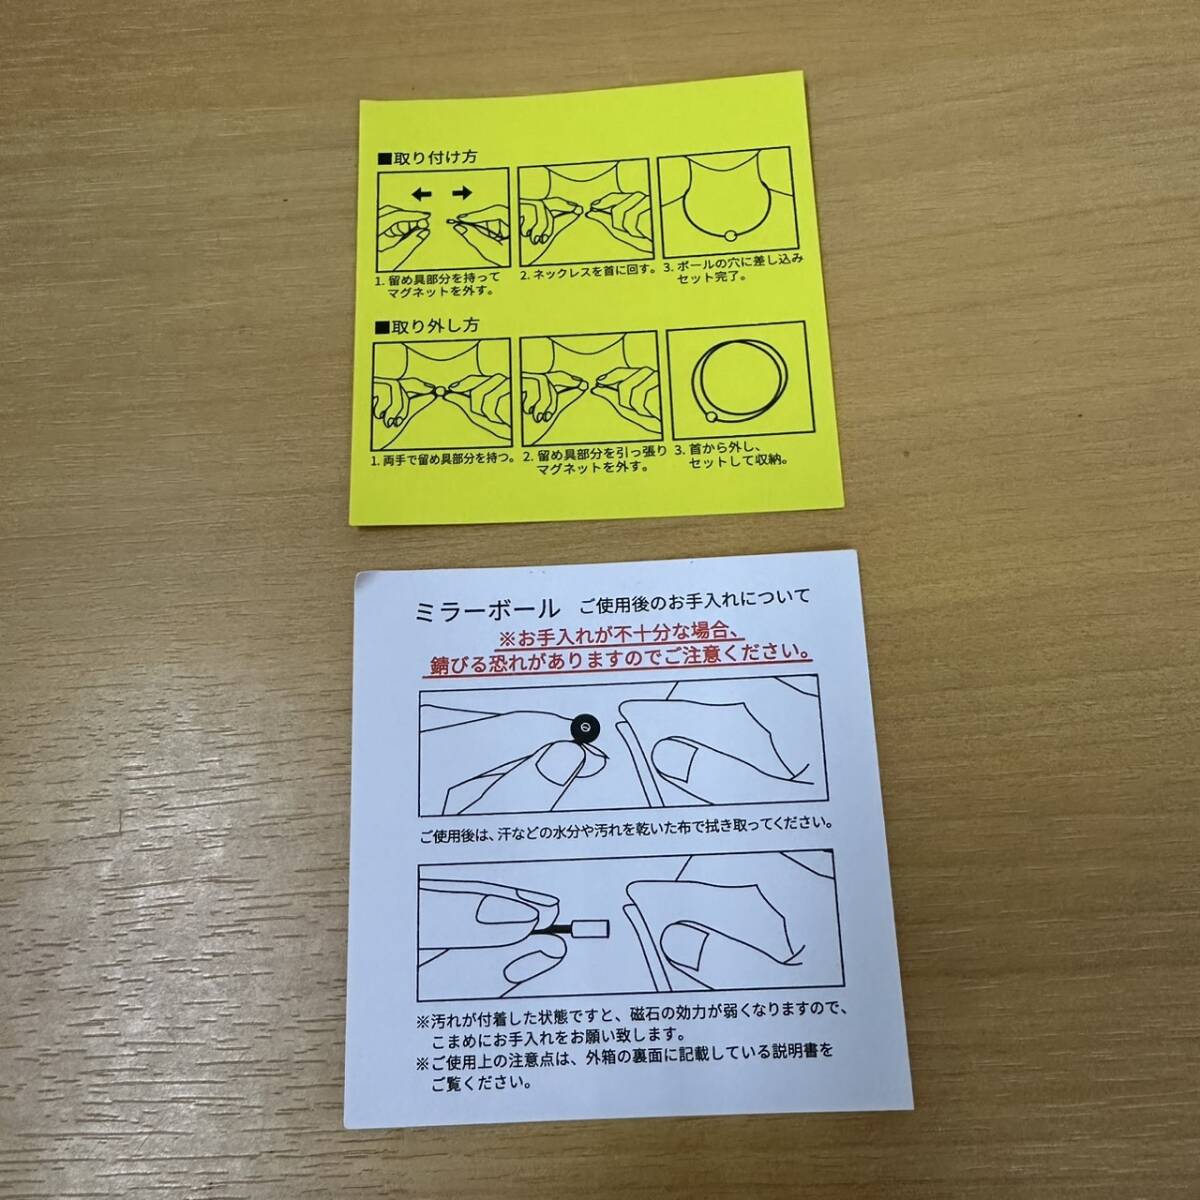 ■取り付け方
1. 留め具部分を持って
マグネットを外す。
2. ネックレスを首に回す。
3. ボールの穴に差し込み
セット完了。
■取り外し方
1. 両手で留め具部分を持つ。
2. 留め具部分を引っ張り
マグネットを外す。
3. 首から外し、
セットして収納。
ミラーボール ご使用後のお手入れについて
※お手入れが不十分な場合、
錆びる恐れがありますのでご注意ください。
ご使用後は、汗などの水分や汚れを乾いた布で拭き取ってください。
※汚れが付着した状態ですと、磁石の効力が弱くなりますので、
こまめにお手入れをお願い致します。
※ご使用上の注意点は、外箱の裏面に記載している説明書を
ご覧ください。